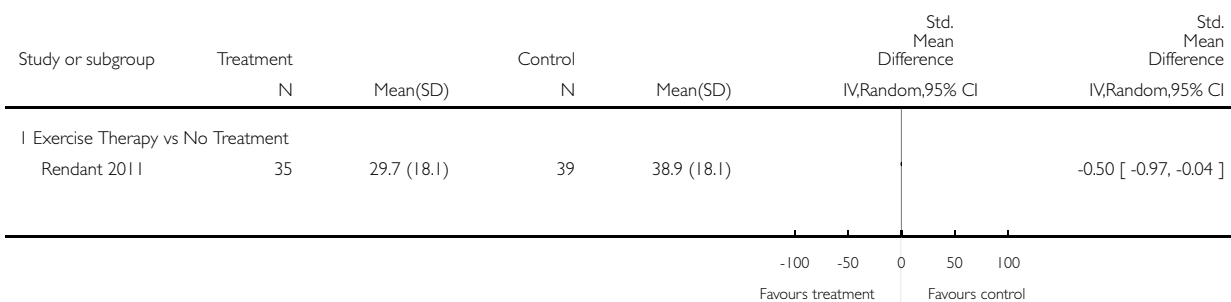 Std. Mean Difference Std. Mean Difference
Study or subgroup Treatment Control
N Mean(SD) N Mean(SD) IV,Random,95% CI IV,Random,95% CI
1 Exercise Therapy vs No Treatment
Rendant 2011 35 29.7 (18.1) 39 38.9 (18.1) -0.50 [ -0.97, -0.04 ]
-100 -50 0 50 100
Favours treatment Favours control